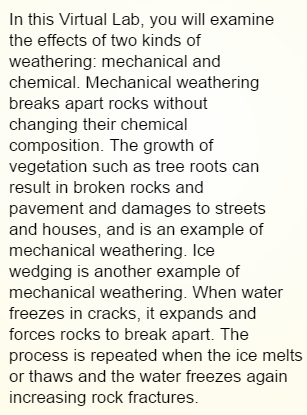 In this Virtual Lab, you will examine
the effects of two kinds of
weathering: mechanical and
chemical. Mechanical weathering
breaks apart rocks without
changing their chemical
composition. The growth of
vegetation such as tree roots can
result in broken rocks and
pavement and damages to streets
and houses, and is an example of
mechanical weathering. Ice
wedging is another example of
mechanical weathering. When water
freezes in cracks, it expands and
forces rocks to break apart. The
process is repeated when the ice melts
or thaws and the water freezes again
increasing rock fractures.